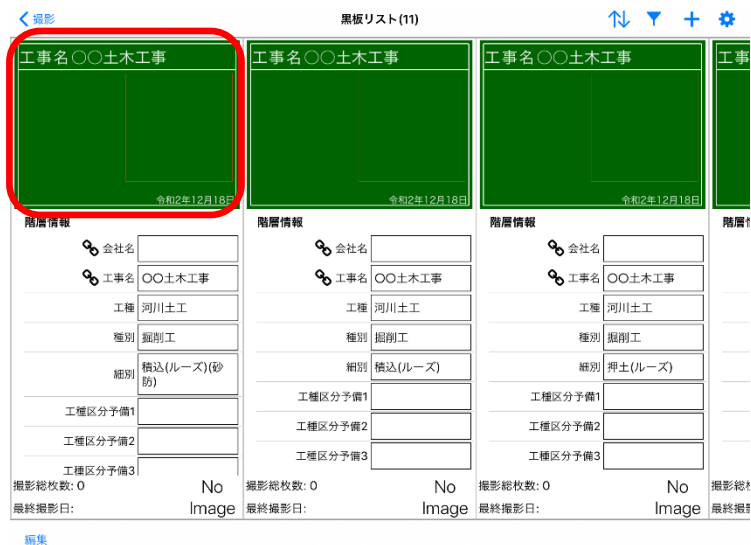 撮影
黒板リスト(11)
工事名○○土木工事
令和2年12月18日
階層情報
会社名
工事名 〇〇土木工事
工種 河川土工
種別 掘削工
細別 積込(ルーズ)(砂
防)
工種区分予備1
工種区分予備2
工種区分予備3
撮影総枚数: 0
最終撮影日:
No
Image
工事名○○土木工事
令和2年12月18日
階層情報
会社名
工事名 〇〇土木工事
工種 河川土工
種別 掘削工
細別 積込(ルーズ)
工種区分予備1
工種区分予備2
工種区分予備3
撮影総枚数: 0
最終撮影日:
No
Image
工事名○○土木工事
令和2年12月18日
階層情報
会社名
工事名 〇〇土木工事
工種 河川土工
種別 掘削工
細別 押土(ルーズ)
工種区分予備1
工種区分予備2
工種区分予備3
撮影総枚数: 0
最終撮影日:
No
Image
工事
階層
撮影総
最終撮
編集